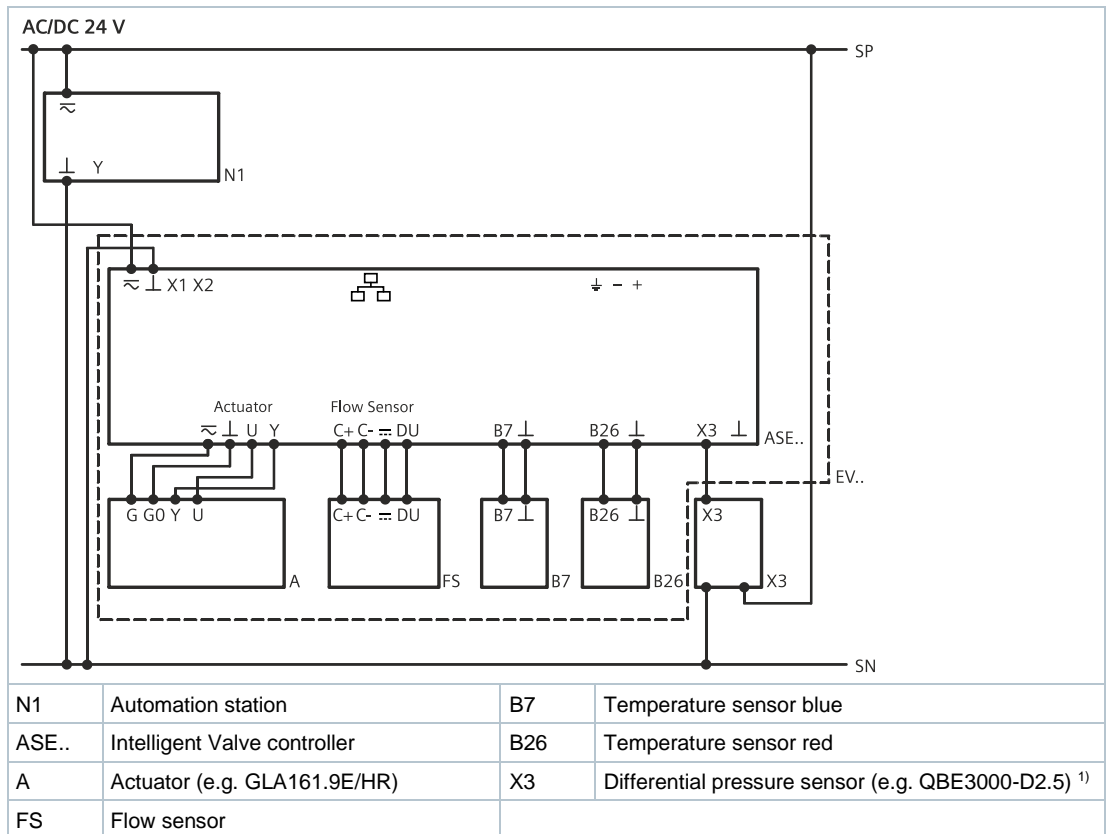 AC/DC 24 V
SP
⏦
⊥ Y
N1
⏦ ⊥ X1 X2
⏚ - +
Actuator Flow Sensor
⏦ ⊥ U Y C+ C- ⎓ DU B7 ⊥ B26 ⊥ X3 ⊥
ASE..
EV..
G G0 Y U C+ C- ⎓ DU B7 ⊥ B26 ⊥ X3
A FS B7 B26 X3
SN
N1 Automation station B7 Temperature sensor blue
ASE.. Intelligent Valve controller B26 Temperature sensor red
A Actuator (e.g. GLA161.9E/HR) X3 Differential pressure sensor (e.g. QBE3000-D2.5) 1)
FS Flow sensor